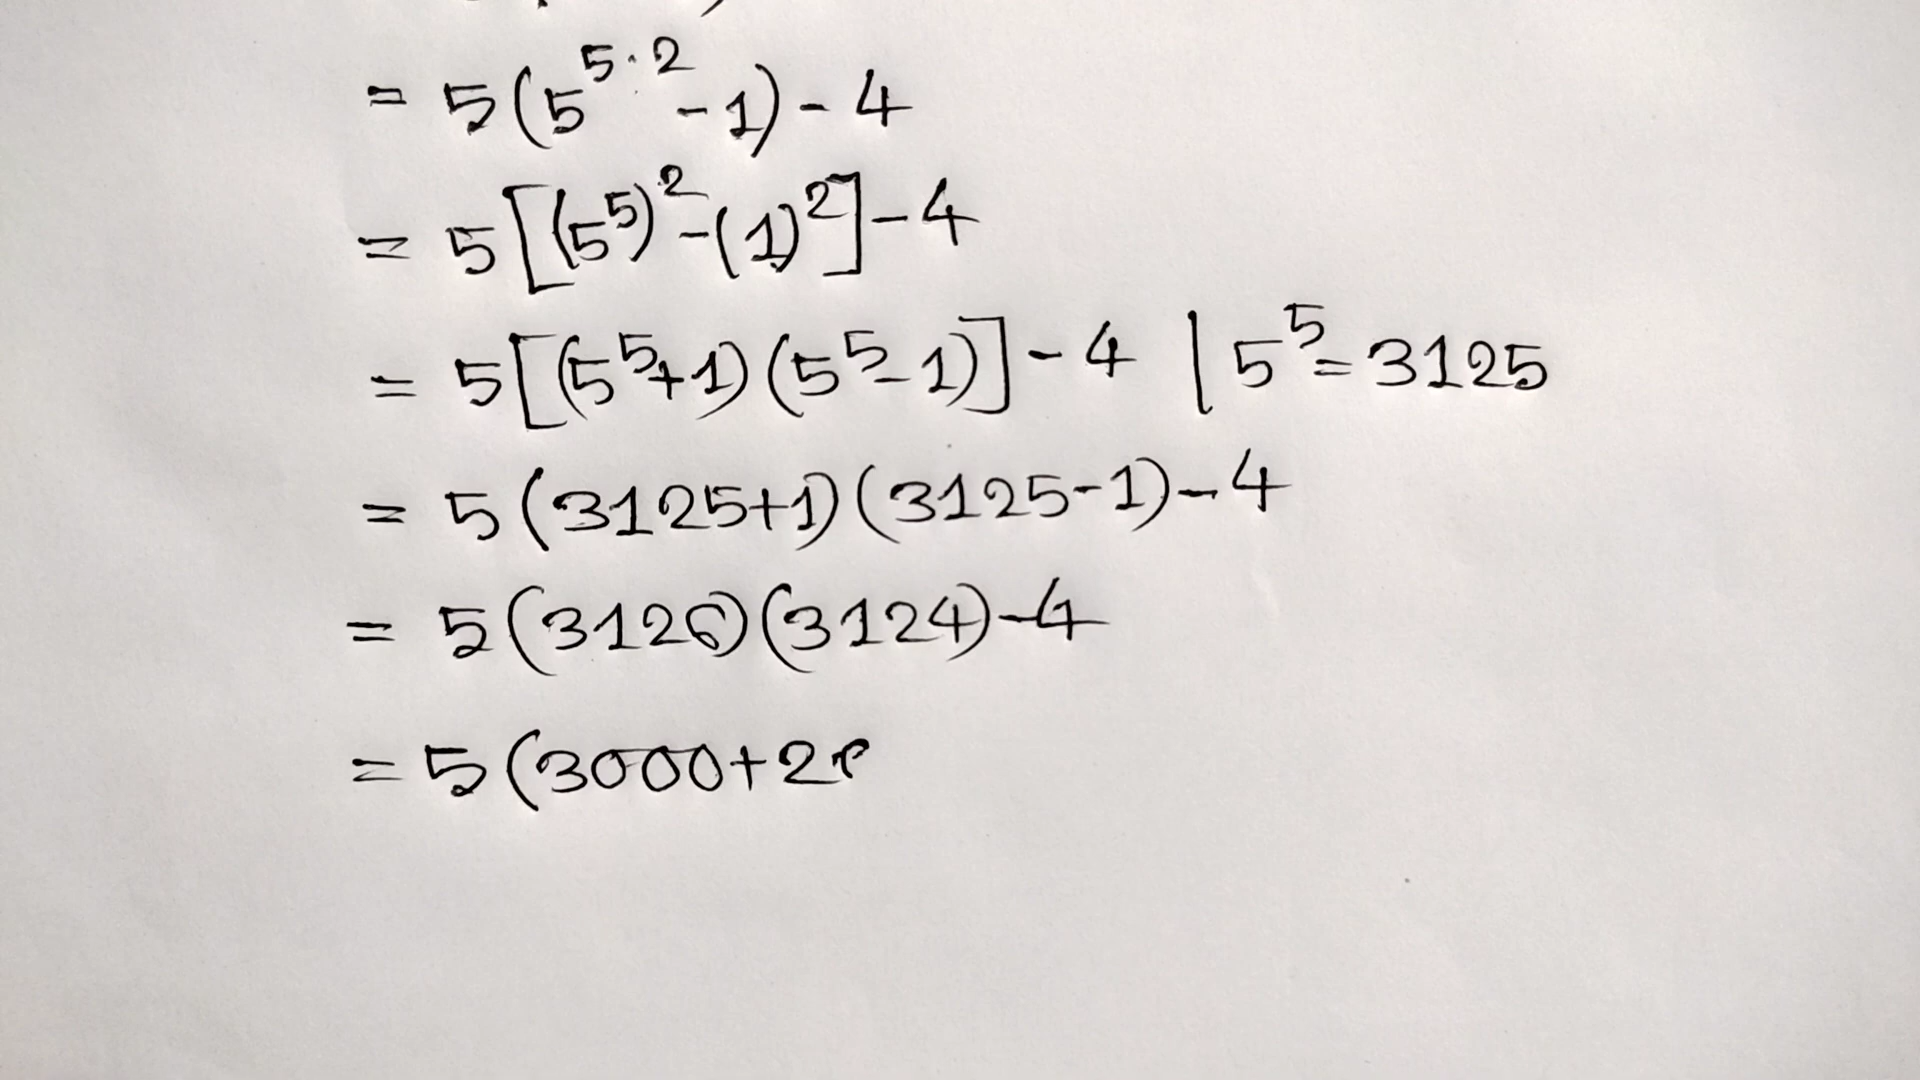 = 5(5^{5·2} - 1) - 4
= 5[(5^5)^2 - (1)^2] - 4
= 5[(5^5 + 1)(5^5 - 1)] - 4 | 5^5 = 3125
= 5(3125+1)(3125-1) - 4
= 5(3126)(3124) - 4
= 5(3000+2